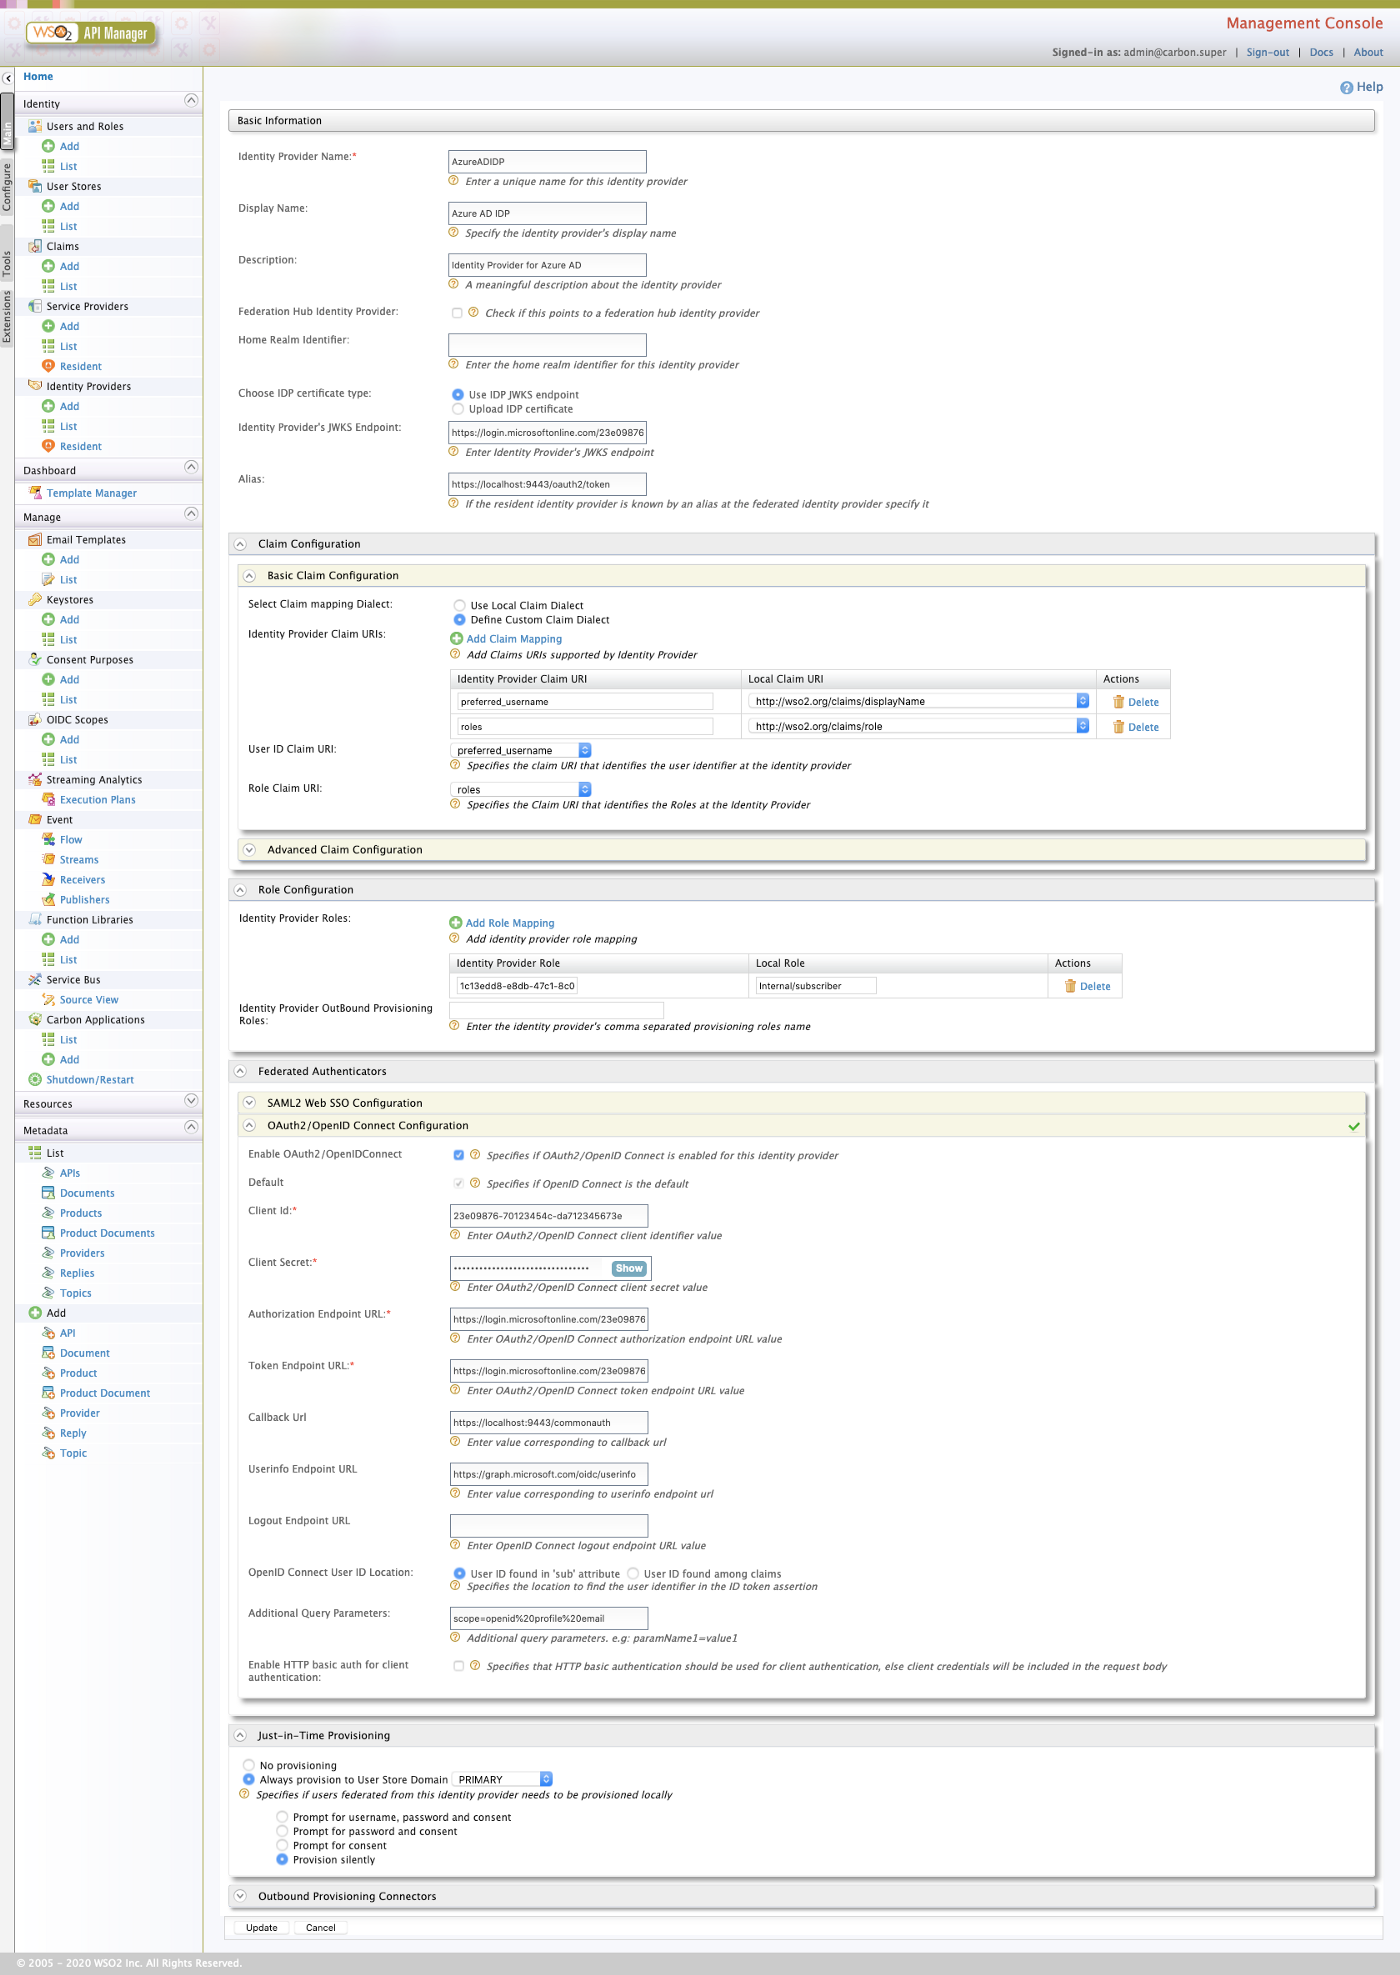 WSO2 API Manager
Management Console
Signed-in as: admin@carbon.super | Sign-out | Docs | About
Help
Main
Configure
Tools
Extensions
Home
Identity
Users and Roles
Add
List
User Stores
Add
List
Claims
Add
List
Service Providers
Add
List
Resident
Identity Providers
Add
List
Resident
Dashboard
Template Manager
Manage
Email Templates
Add
List
Keystores
Add
List
Consent Purposes
Add
List
OIDC Scopes
Add
List
Streaming Analytics
Execution Plans
Event
Flow
Streams
Receivers
Publishers
Function Libraries
Add
List
Service Bus
Source View
Carbon Applications
List
Add
Shutdown/Restart
Resources
Metadata
List
APIs
Documents
Products
Product Documents
Providers
Replies
Topics
Add
API
Document
Product
Product Document
Provider
Reply
Topic
Basic Information
Identity Provider Name:* AzureADIDP
Enter a unique name for this identity provider
Display Name: Azure AD IDP
Specify the identity provider's display name
Description: Identity Provider for Azure AD
A meaningful description about the identity provider
Federation Hub Identity Provider: Check if this points to a federation hub identity provider
Home Realm Identifier:
Enter the home realm identifier for this identity provider
Choose IDP certificate type: Use IDP JWKS endpoint
Upload IDP certificate
Identity Provider's JWKS Endpoint: https://login.microsoftonline.com/23e09876
Enter Identity Provider's JWKS endpoint
Alias: https://localhost:9443/oauth2/token
If the resident identity provider is known by an alias at the federated identity provider specify it
Claim Configuration
Basic Claim Configuration
Select Claim mapping Dialect: Use Local Claim Dialect
Define Custom Claim Dialect
Identity Provider Claim URIs: Add Claim Mapping
Add Claims URIs supported by Identity Provider
Identity Provider Claim URI Local Claim URI Actions
preferred_username http://wso2.org/claims/displayName Delete
roles http://wso2.org/claims/role Delete
User ID Claim URI: preferred_username
Specifies the claim URI that identifies the user identifier at the identity provider
Role Claim URI: roles
Specifies the Claim URI that identifies the Roles at the Identity Provider
Advanced Claim Configuration
Role Configuration
Identity Provider Roles: Add Role Mapping
Add identity provider role mapping
Identity Provider Role Local Role Actions
1c13edd8-e8db-47c1-8c0 Internal/subscriber Delete
Identity Provider OutBound Provisioning
Roles:
Enter the identity provider's comma separated provisioning roles name
Federated Authenticators
SAML2 Web SSO Configuration
OAuth2/OpenID Connect Configuration
Enable OAuth2/OpenIDConnect Specifies if OAuth2/OpenID Connect is enabled for this identity provider
Default Specifies if OpenID Connect is the default
Client Id:* 23e09876-70123454c-da712345673e
Enter OAuth2/OpenID Connect client identifier value
Client Secret:* Show
Enter OAuth2/OpenID Connect client secret value
Authorization Endpoint URL:* https://login.microsoftonline.com/23e09876
Enter OAuth2/OpenID Connect authorization endpoint URL value
Token Endpoint URL:* https://login.microsoftonline.com/23e09876
Enter OAuth2/OpenID Connect token endpoint URL value
Callback Url https://localhost:9443/commonauth
Enter value corresponding to callback url
Userinfo Endpoint URL https://graph.microsoft.com/oidc/userinfo
Enter value corresponding to userinfo endpoint url
Logout Endpoint URL
Enter OpenID Connect logout endpoint URL value
OpenID Connect User ID Location: User ID found in 'sub' attribute User ID found among claims
Specifies the location to find the user identifier in the ID token assertion
Additional Query Parameters: scope=openid%20profile%20email
Additional query parameters. e.g: paramName1=value1
Enable HTTP basic auth for client
authentication: Specifies that HTTP basic authentication should be used for client authentication, else client credentials will be included in the request body
Just-in-Time Provisioning
No provisioning
Always provision to User Store Domain PRIMARY
Specifies if users federated from this identity provider needs to be provisioned locally
Prompt for username, password and consent
Prompt for password and consent
Prompt for consent
Provision silently
Outbound Provisioning Connectors
Update Cancel
© 2005 - 2020 WSO2 Inc. All Rights Reserved.